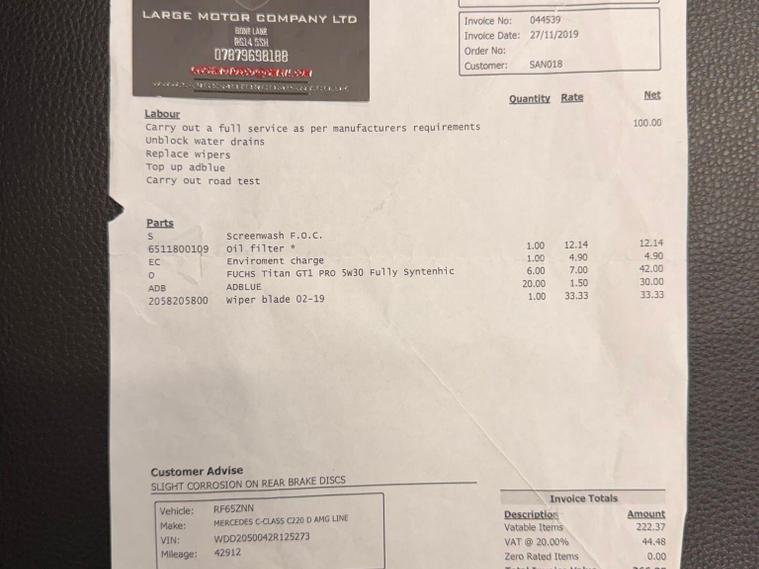 LARGE MOTOR COMPANY LTD
BONE LANE
RG14 5SH
07879698188
Invoice No: 044539
Invoice Date: 27/11/2019
Order No:
Customer: SAN018
Quantity Rate Net
Labour
Carry out a full service as per manufacturers requirements 100.00
Unblock water drains
Replace wipers
Top up adblue
Carry out road test
Parts
S Screenwash F.O.C.
6511800109 oil filter * 1.00 12.14 12.14
EC Enviroment charge 1.00 4.90 4.90
O FUCHS Titan GT1 PRO 5W30 Fully Syntenhic 6.00 7.00 42.00
ADB ADBLUE 20.00 1.50 30.00
2058205800 Wiper blade 02-19 1.00 33.33 33.33
Customer Advise
SLIGHT CORROSION ON REAR BRAKE DISCS
Vehicle: RF65ZNN
Make: MERCEDES C-CLASS C220 D AMG LINE
VIN: WDD2050042R125273
Mileage: 42912
Invoice Totals
Description Amount
Vatable Items 222.37
VAT @ 20.00% 44.48
Zero Rated Items 0.00